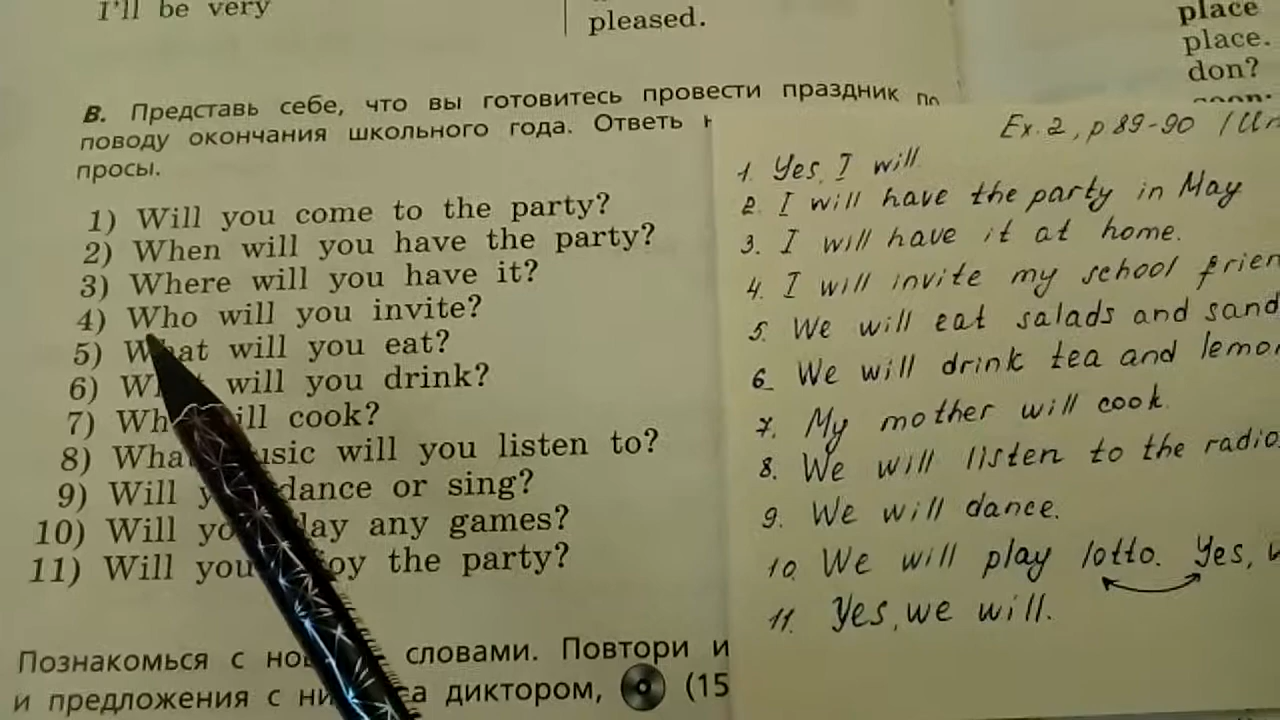 I'll be very
pleased.
place
place.
don?
soon.
В. Представь себе, что вы готовитесь провести праздник по
поводу окончания школьного года. Ответь
просы.
1) Will you come to the party?
2) When will you have the party?
3) Where will you have it?
4) Who will you invite?
5) What will you eat?
6) will you drink?
7) cook?
8) will you listen to?
9) Will dance or sing?
10) Will any games?
11) Will you the party?
Познакомься с словами. Повтори и
и предложения с диктором, (15
Ex. 2, p 89-90
1. Yes, I will.
2. I will have the party in May
3. I will have it at home.
4. I will invite my school
5. We will eat salads and
6. We will drink tea and
7. My mother will cook.
8. We will listen to the radio
9. We will dance.
10. We will play lotto. Yes,
11. Yes, we will.